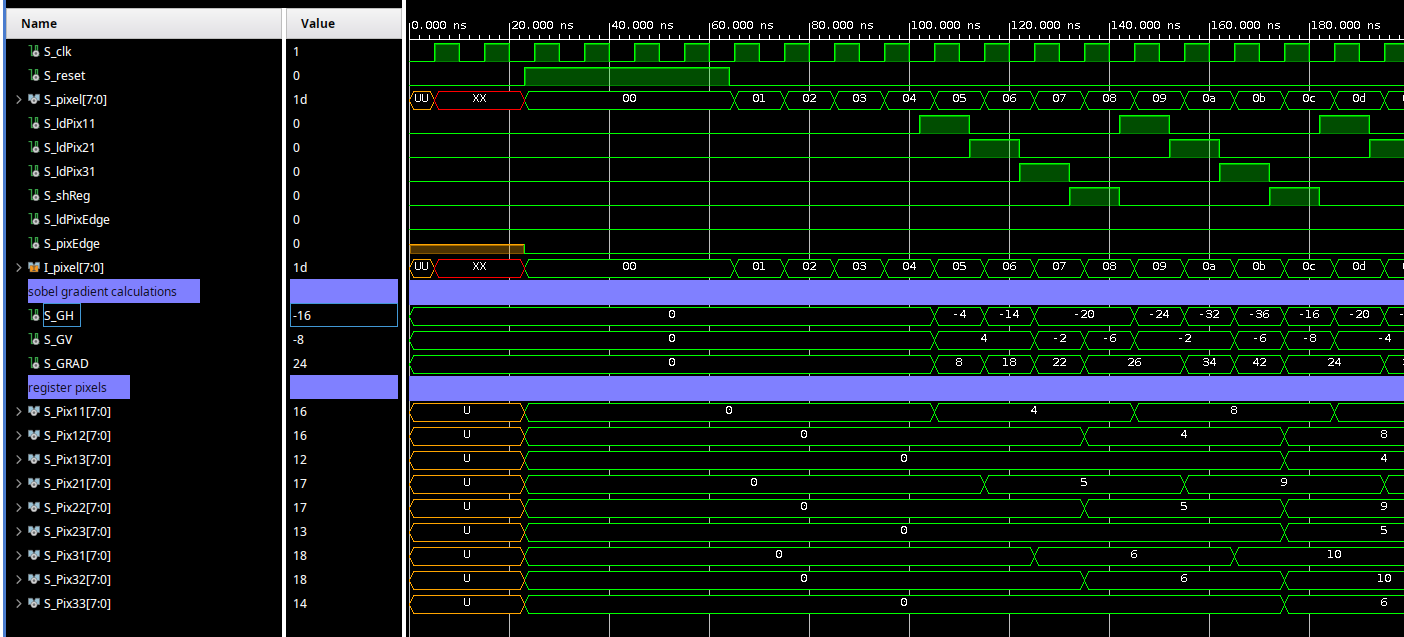 Name Value 0.000 ns 20.000 ns 40.000 ns 60.000 ns 80.000 ns 100.000 ns 120.000 ns 140.000 ns 160.000 ns 180.000 ns
S_clk 1
S_reset 0
S_pixel[7:0] 1d UU XX 00 01 02 03 04 05 06 07 08 09 0a 0b 0c 0d
S_ldPix11 0
S_ldPix21 0
S_ldPix31 0
S_shReg 0
S_ldPixEdge 0
S_pixEdge 0
I_pixel[7:0] 1d UU XX 00 01 02 03 04 05 06 07 08 09 0a 0b 0c 0d
sobel gradient calculations
S_GH -16 0 -4 -14 -20 -24 -32 -36 -16 -20
S_GV -8 0 4 -2 -6 -2 -6 -8 -4
S_GRAD 24 0 8 18 22 26 34 42 24
register pixels
S_Pix11[7:0] 16 U 0 4 8
S_Pix12[7:0] 16 U 0 4 8
S_Pix13[7:0] 12 U 0 4
S_Pix21[7:0] 17 U 0 5 9
S_Pix22[7:0] 17 U 0 5 9
S_Pix23[7:0] 13 U 0 5
S_Pix31[7:0] 18 U 0 6 10
S_Pix32[7:0] 18 U 0 6 10
S_Pix33[7:0] 14 U 0 6